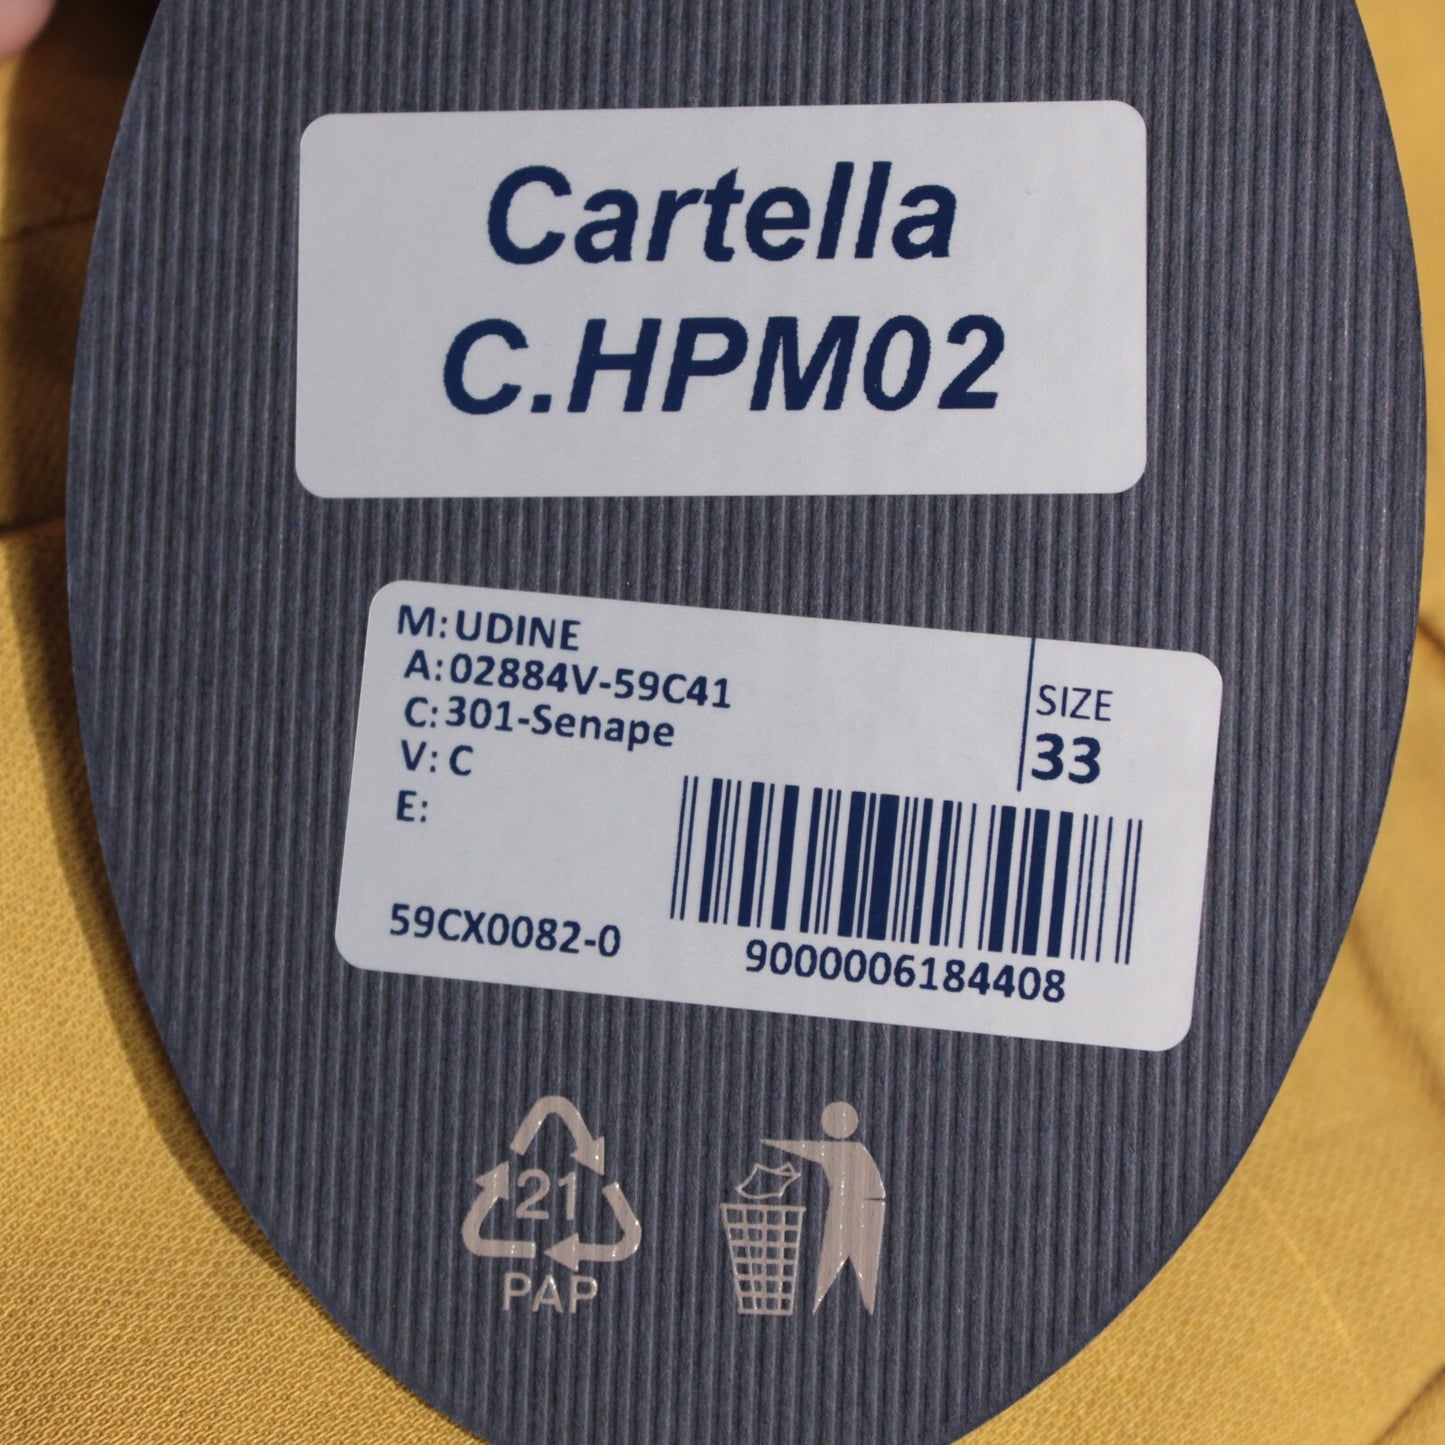 Cartella
C.HPM02
M: UDINE
A: 02884V-59C41
C: 301-Senape
V: C
E:
SIZE
33
59CX0082-0
9000006184408
21
PAP